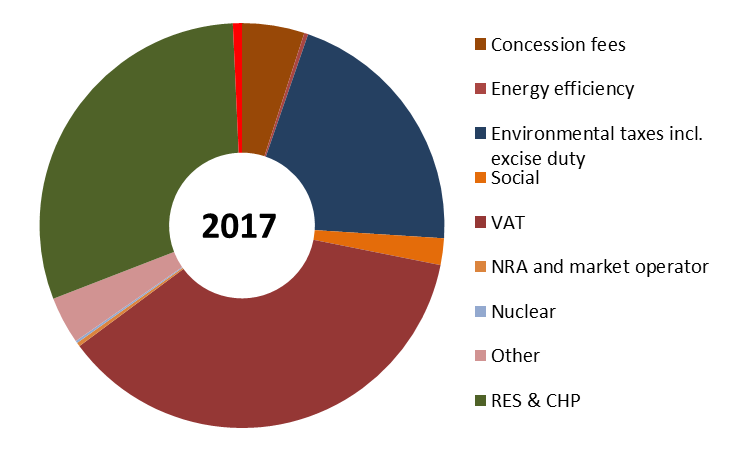 2017
Concession fees
Energy efficiency
Environmental taxes incl.
excise duty
Social
VAT
NRA and market operator
Nuclear
Other
RES & CHP